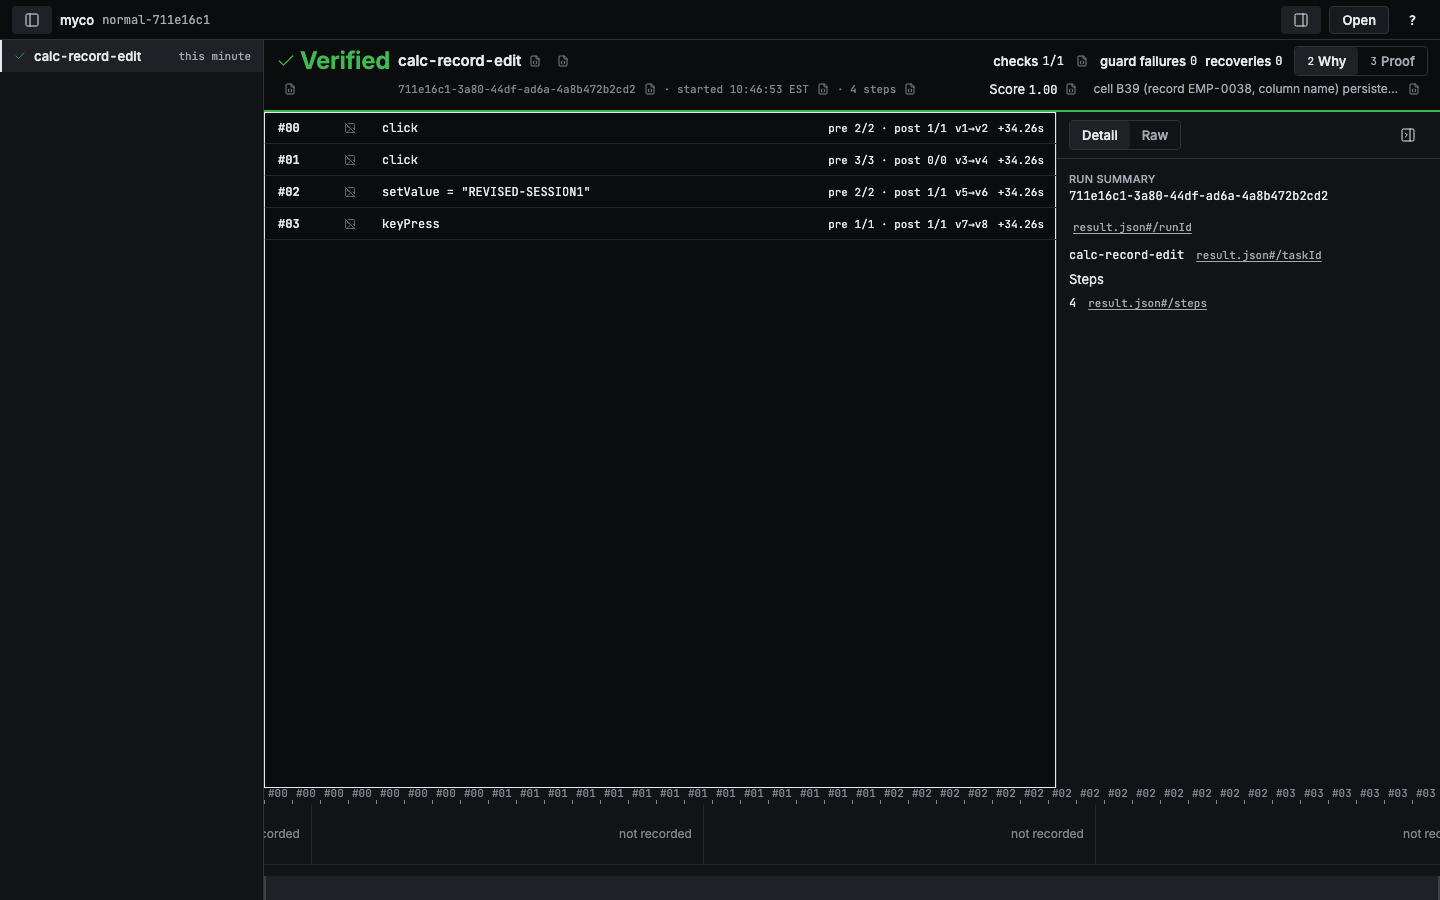 myco normal-711e16c1
Open ?
calc-record-edit this minute
Verified calc-record-edit
checks 1/1 guard failures 0 recoveries 0 2 Why 3 Proof
711e16c1-3a80-44df-ad6a-4a8b472b2cd2 · started 10:46:53 EST · 4 steps
Score 1.00 cell B39 (record EMP-0038, column name) persiste...
#00 click pre 2/2 · post 1/1 v1→v2 +34.26s
#01 click pre 3/3 · post 0/0 v3→v4 +34.26s
#02 setValue = "REVISED-SESSION1" pre 2/2 · post 1/1 v5→v6 +34.26s
#03 keyPress pre 1/1 · post 1/1 v7→v8 +34.26s
Detail Raw
RUN SUMMARY
711e16c1-3a80-44df-ad6a-4a8b472b2cd2
result.json#/runId
calc-record-edit result.json#/taskId
Steps
4 result.json#/steps
#00 #00 #00 #00 #00 #00 #00 #00 #01 #01 #01 #01 #01 #01 #01 #01 #01 #01 #01 #01 #01 #01 #02 #02 #02 #02 #02 #02 #02 #02 #02 #02 #02 #02 #02 #02 #03 #03 #03 #03 #03 #03
corded not recorded not recorded not rec